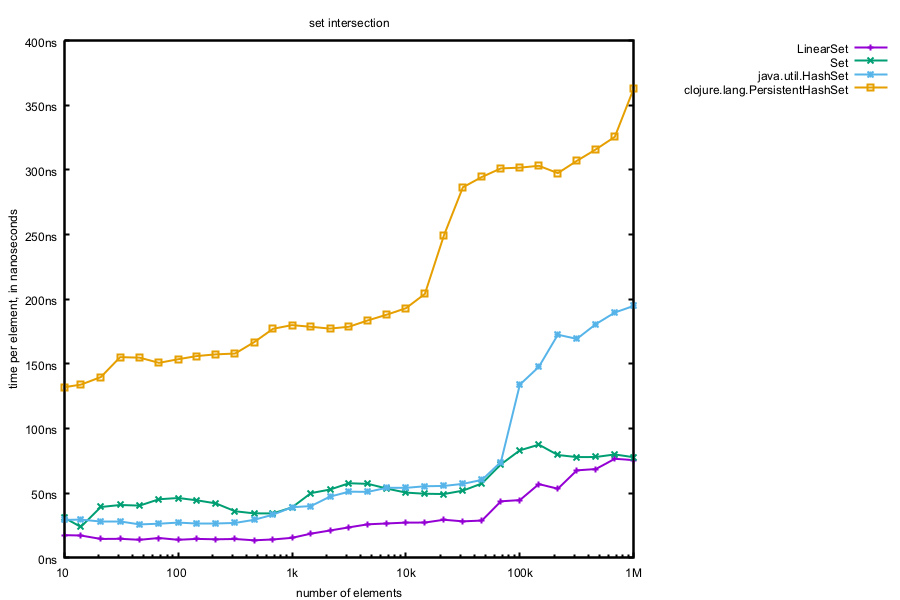 set intersection
LinearSet
Set
java.util.HashSet
clojure.lang.PersistentHashSet
400ns
350ns
300ns
250ns
200ns
150ns
100ns
50ns
0ns
time per element, in nanoseconds
10 100 1k 10k 100k 1M
number of elements